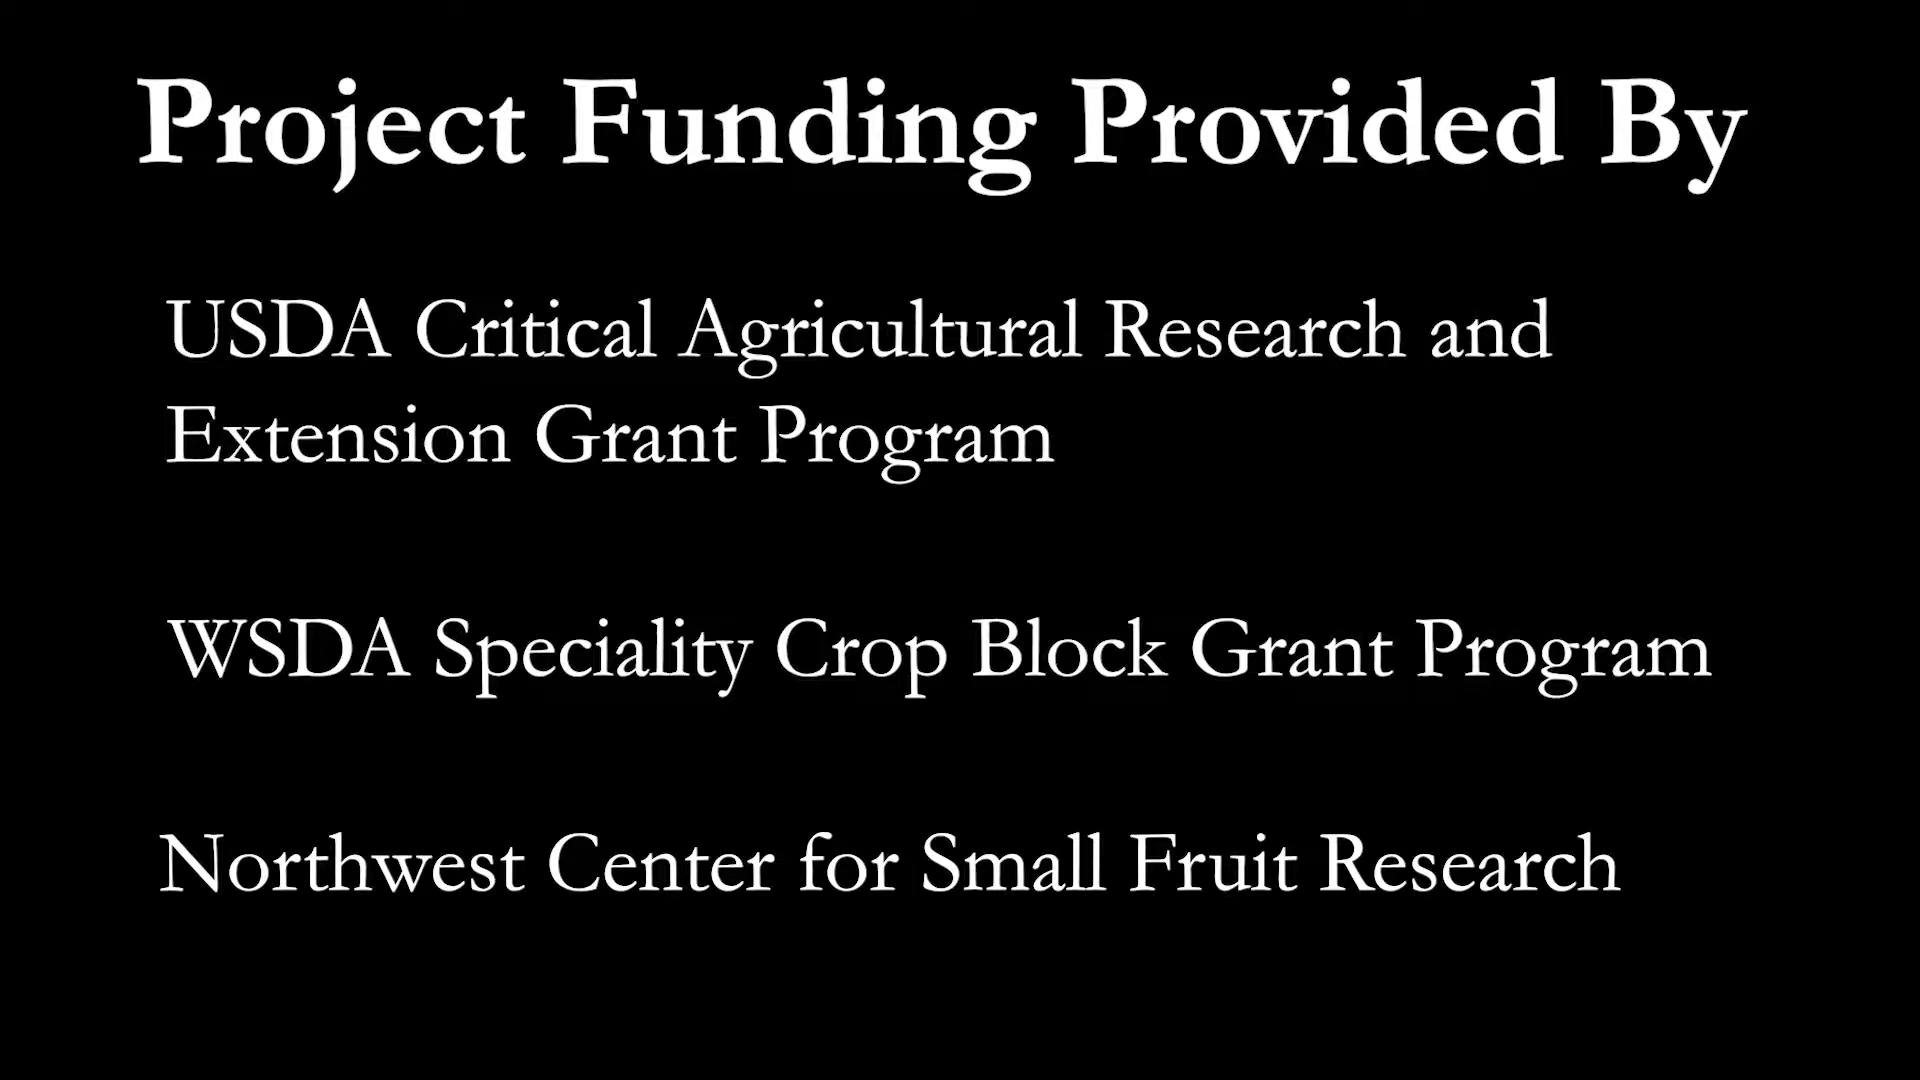 Project Funding Provided By
USDA Critical Agricultural Research and
Extension Grant Program
WSDA Speciality Crop Block Grant Program
Northwest Center for Small Fruit Research